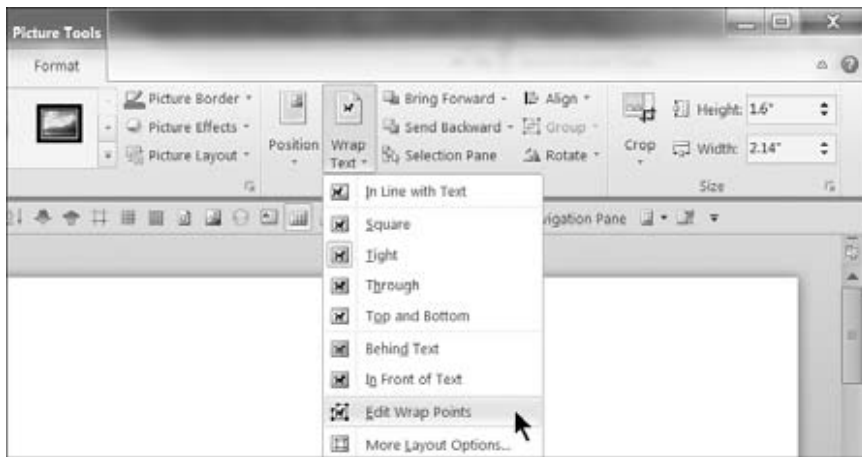 Picture Tools
Format
Picture Border
Picture Effects
Picture Layout
Position
Wrap
Text
Bring Forward
Send Backward
Selection Pane
Align
Group
Rotate
Crop
Height: 1.6"
Width: 2.14"
Size
In Line with Text
Square
Tight
Through
Top and Bottom
Behind Text
In Front of Text
Edit Wrap Points
More Layout Options...
vigation Pane